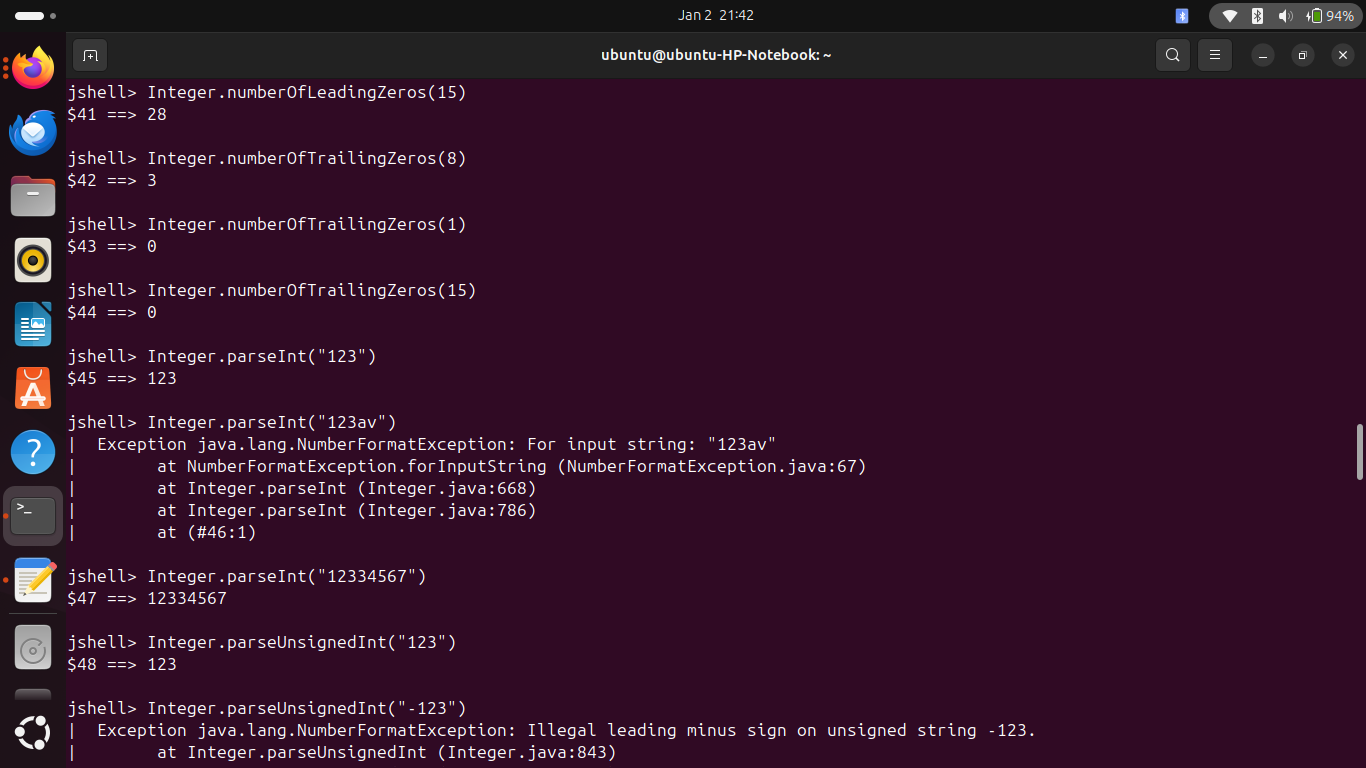 Jan 2 21:42
94%
ubuntu@ubuntu-HP-Notebook: ~
jshell> Integer.numberOfLeadingZeros(15)
$41 ==> 28
jshell> Integer.numberOfTrailingZeros(8)
$42 ==> 3
jshell> Integer.numberOfTrailingZeros(1)
$43 ==> 0
jshell> Integer.numberOfTrailingZeros(15)
$44 ==> 0
jshell> Integer.parseInt("123")
$45 ==> 123
jshell> Integer.parseInt("123av")
|  Exception java.lang.NumberFormatException: For input string: "123av"
|        at NumberFormatException.forInputString (NumberFormatException.java:67)
|        at Integer.parseInt (Integer.java:668)
|        at Integer.parseInt (Integer.java:786)
|        at (#46:1)
jshell> Integer.parseInt("12334567")
$47 ==> 12334567
jshell> Integer.parseUnsignedInt("123")
$48 ==> 123
jshell> Integer.parseUnsignedInt("-123")
|  Exception java.lang.NumberFormatException: Illegal leading minus sign on unsigned string -123.
|        at Integer.parseUnsignedInt (Integer.java:843)